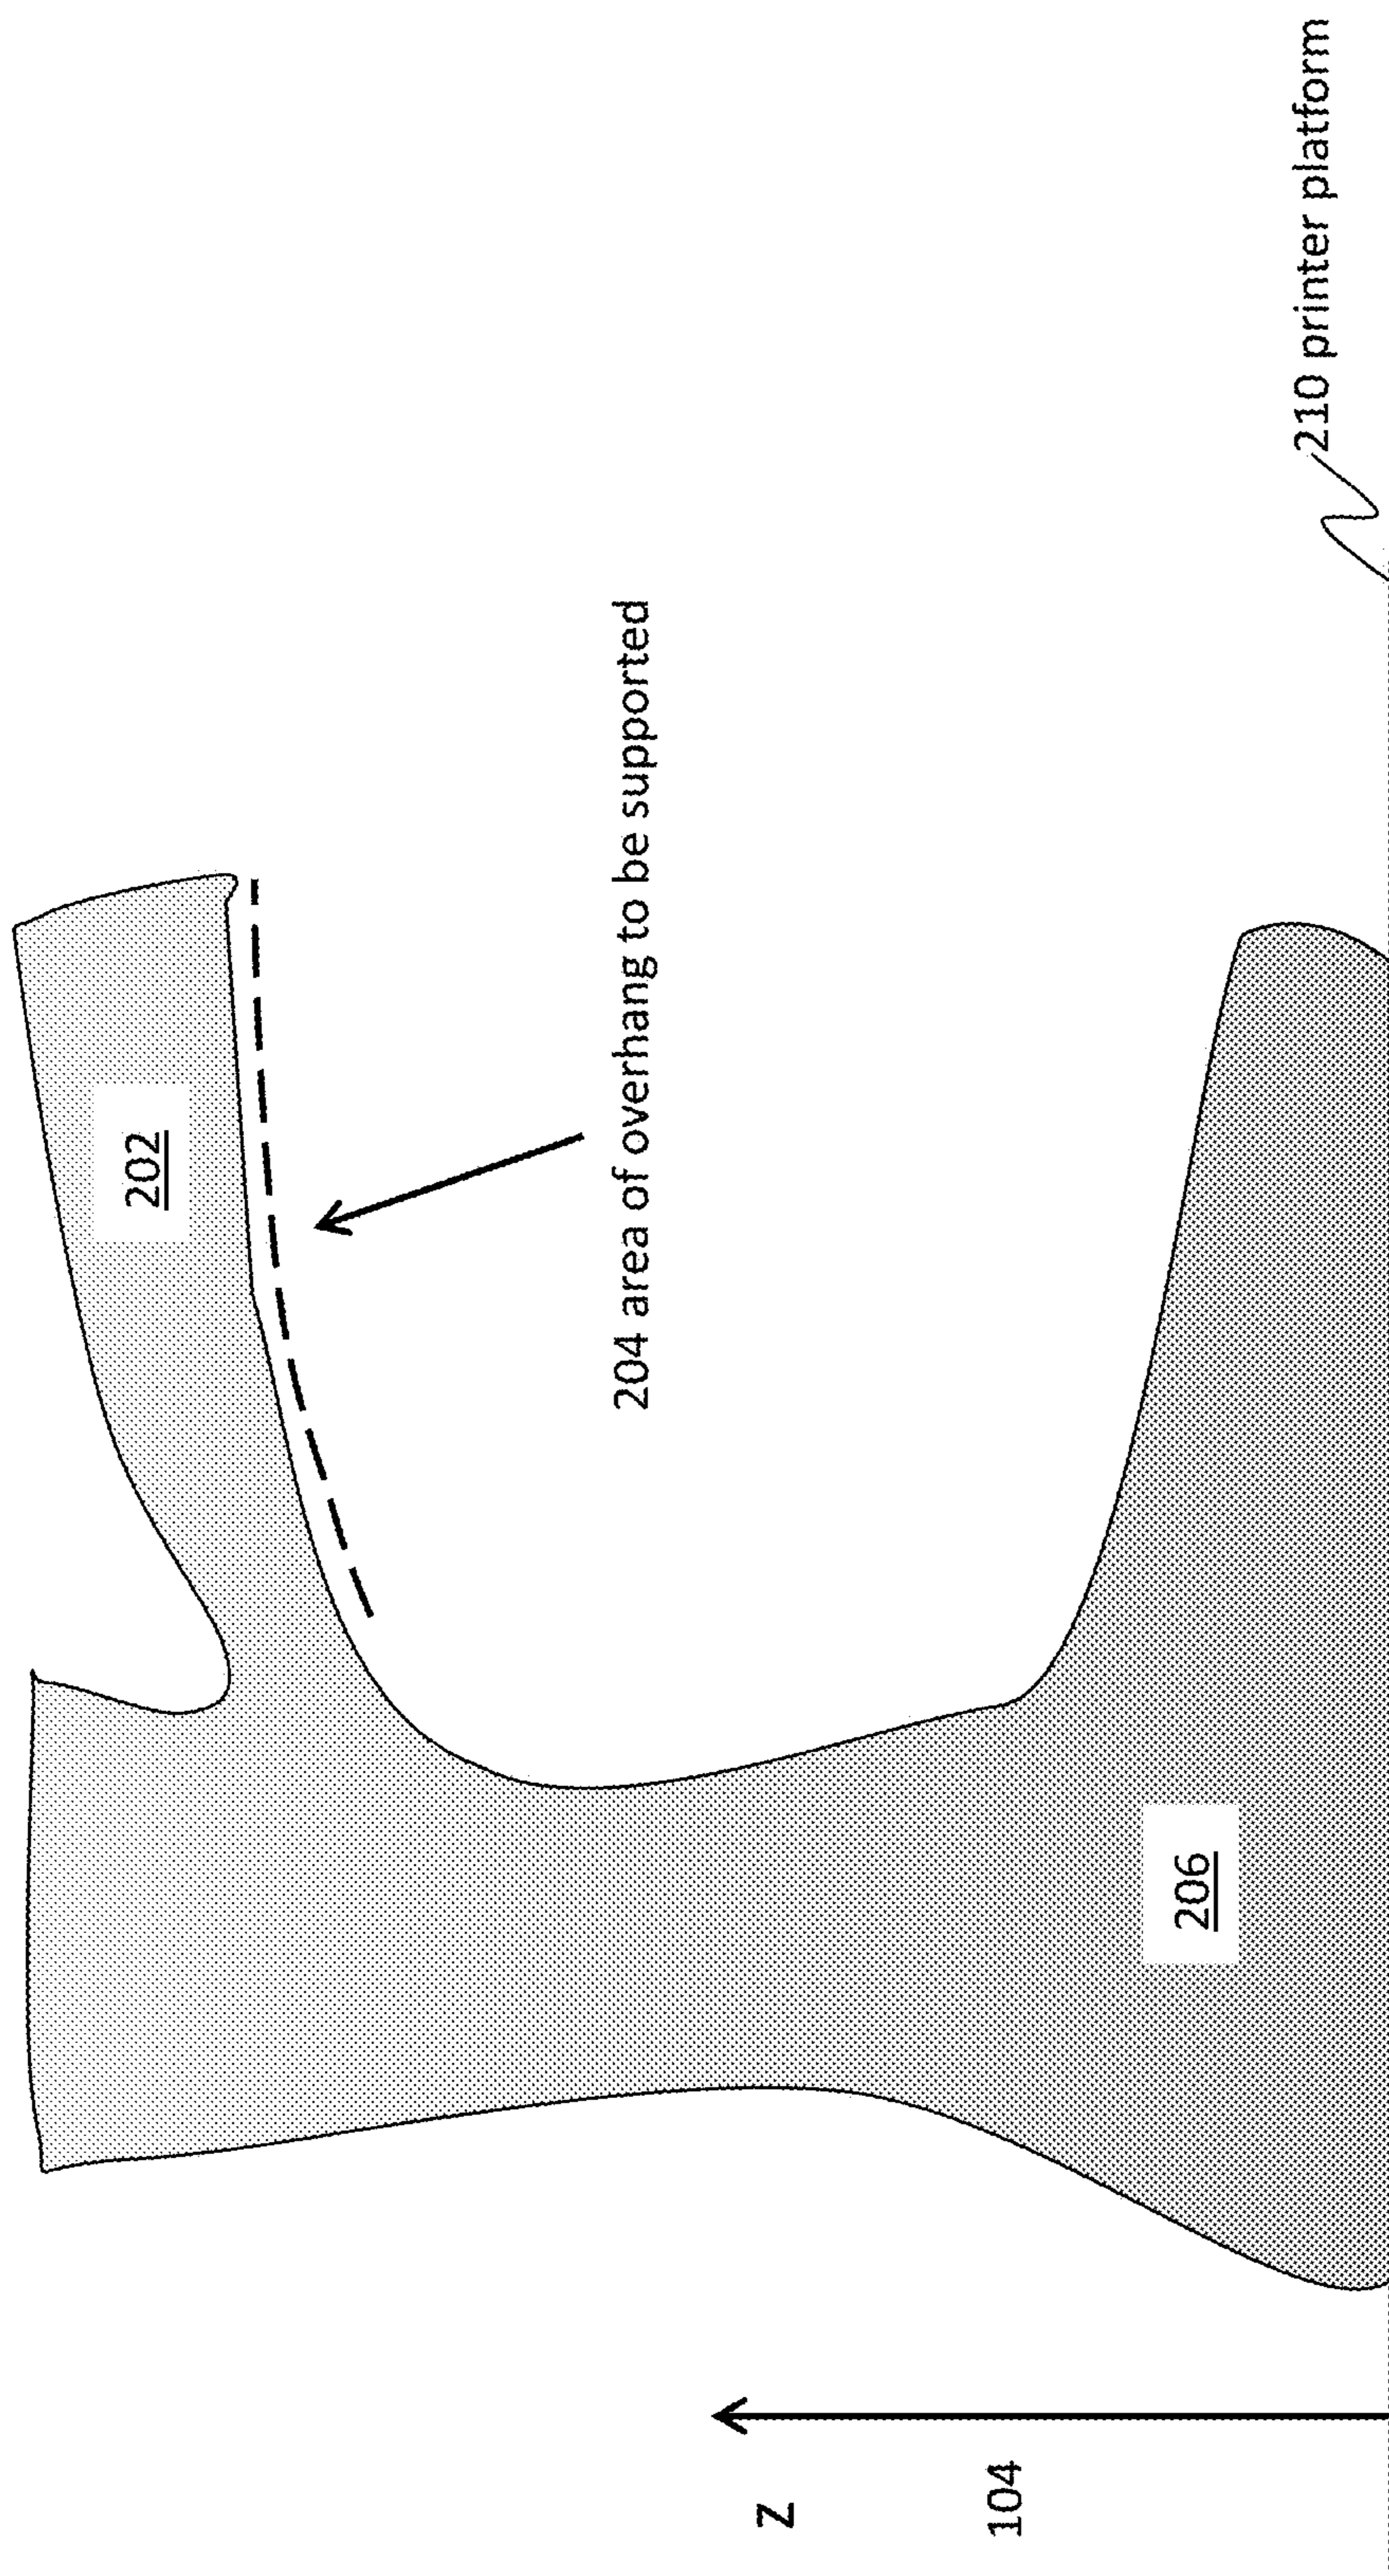 202
204 area of overhang to be supported
206
210 printer platform
Z
104